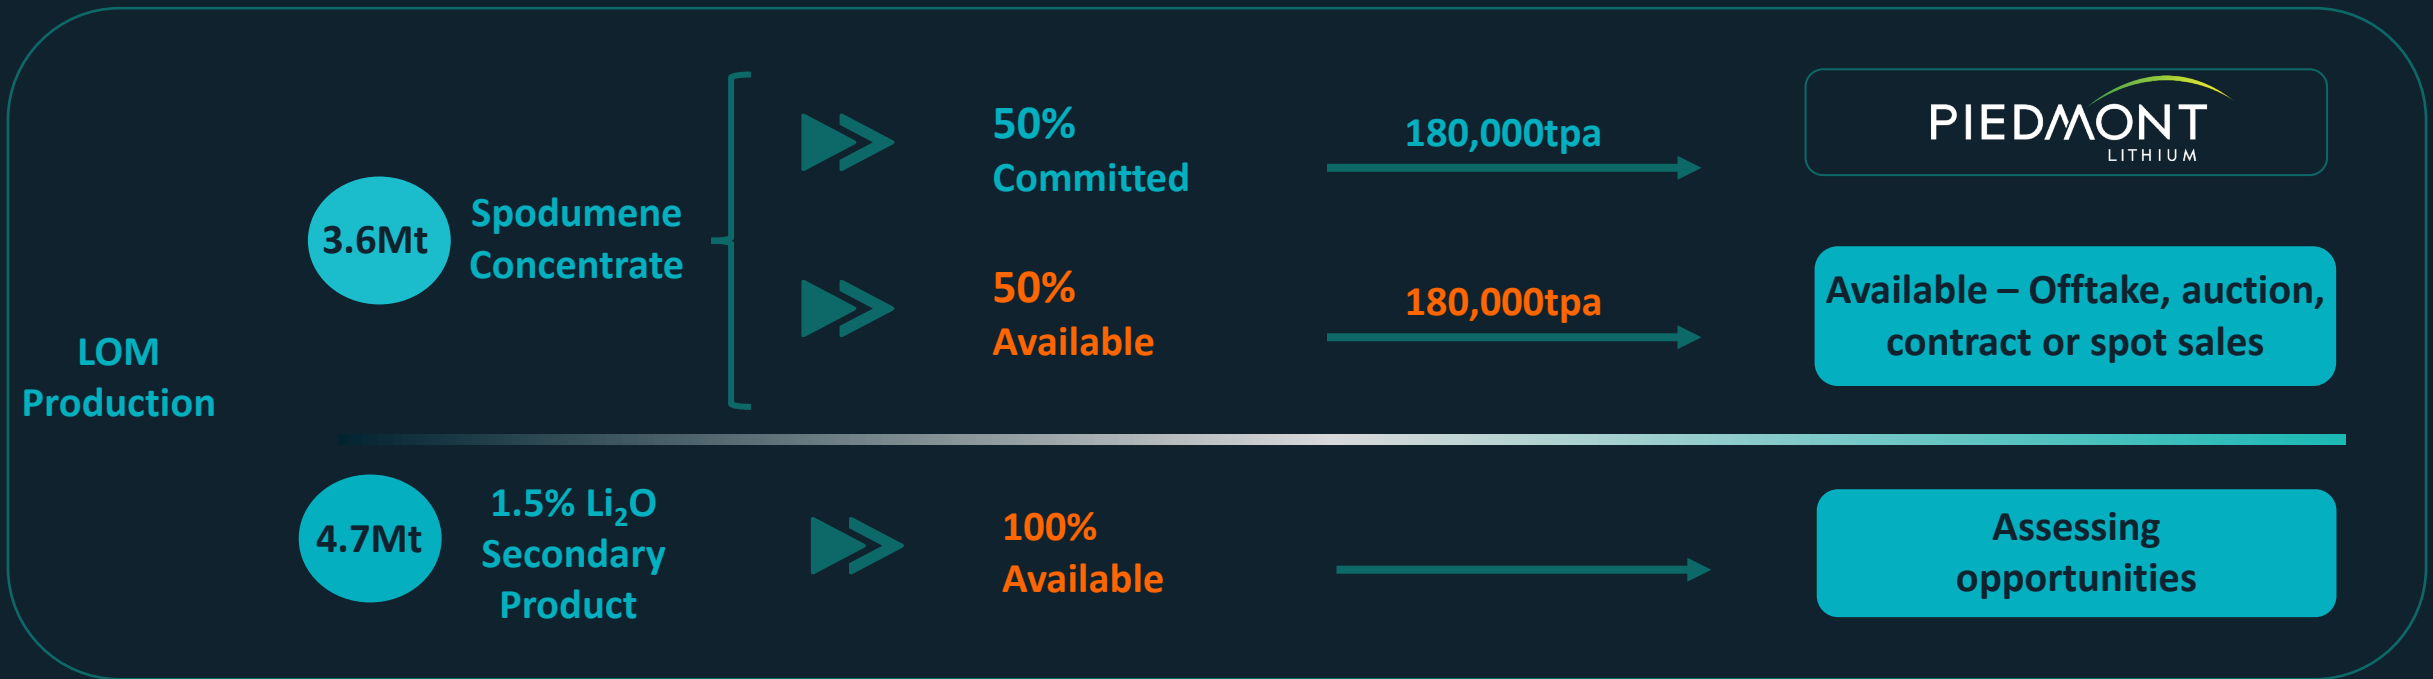 LOM
Production
3.6Mt
Spodumene
Concentrate
50%
Committed
180,000tpa
PIEDMONT
LITHIUM
50%
Available
180,000tpa
Available – Offtake, auction,
contract or spot sales
4.7Mt
1.5% Li₂O
Secondary
Product
100%
Available
Assessing
opportunities